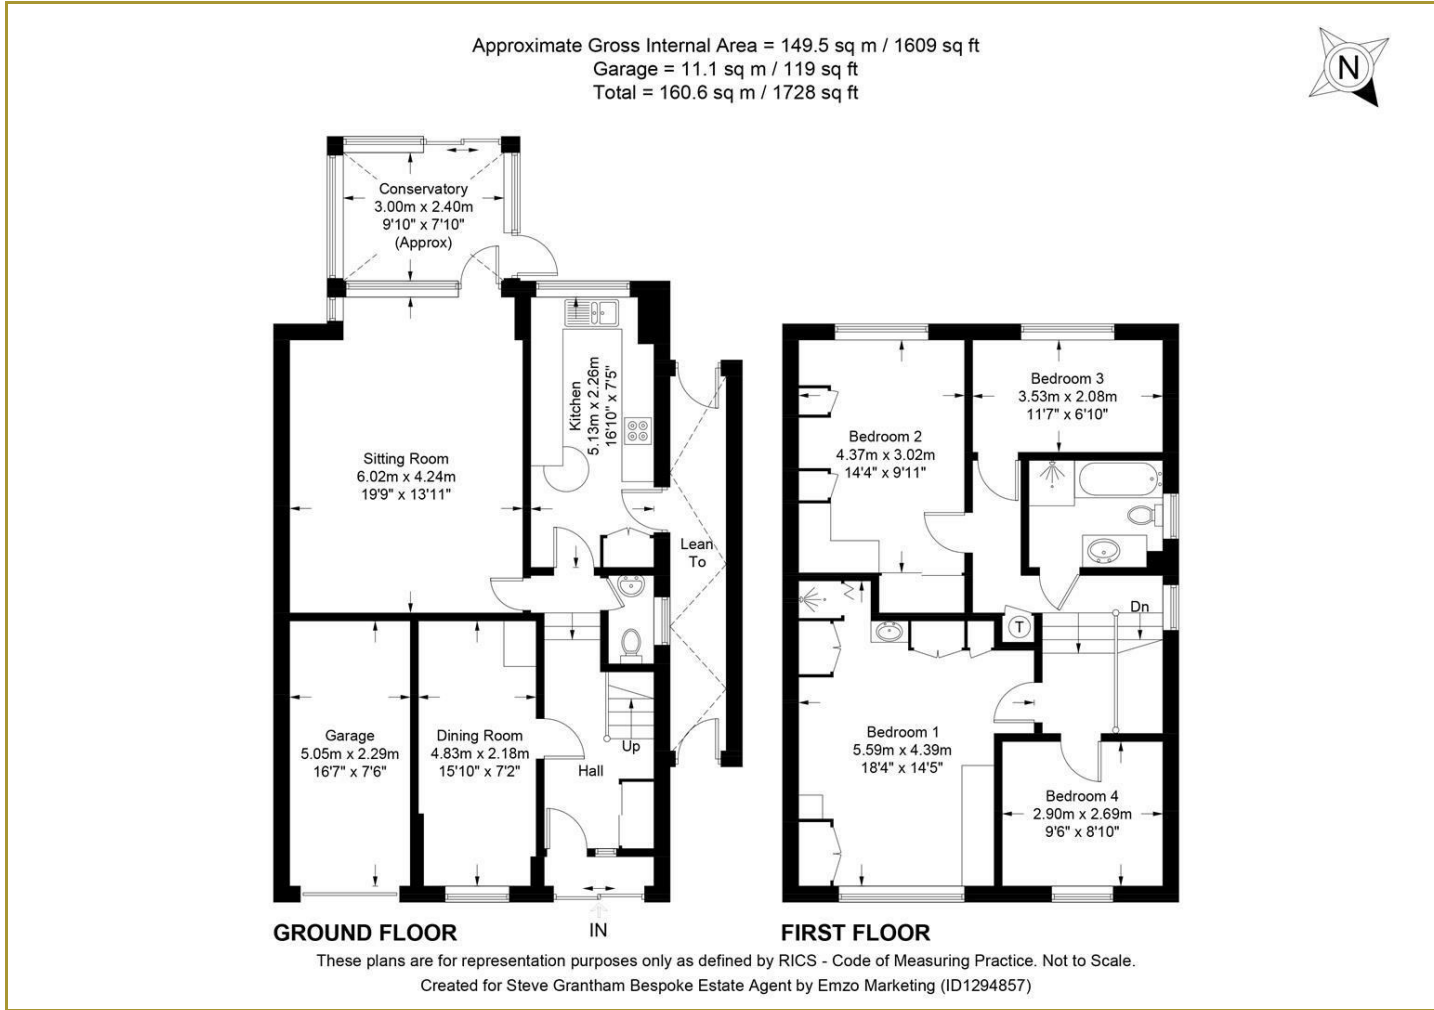 Approximate Gross Internal Area = 149.5 sq m / 1609 sq ft
Garage = 11.1 sq m / 119 sq ft
Total = 160.6 sq m / 1728 sq ft
N
Conservatory
3.00m x 2.40m
9'10" x 7'10"
(Approx)
Kitchen
5.13m x 2.26m
16'10" x 7'5"
Sitting Room
6.02m x 4.24m
19'9" x 13'11"
Lean
To
Garage
5.05m x 2.29m
16'7" x 7'6"
Dining Room
4.83m x 2.18m
15'10" x 7'2"
Hall
Up
IN
Bedroom 3
3.53m x 2.08m
11'7" x 6'10"
Bedroom 2
4.37m x 3.02m
14'4" x 9'11"
Dn
T
Bedroom 1
5.59m x 4.39m
18'4" x 14'5"
Bedroom 4
2.90m x 2.69m
9'6" x 8'10"
GROUND FLOOR
FIRST FLOOR
These plans are for representation purposes only as defined by RICS - Code of Measuring Practice. Not to Scale.
Created for Steve Grantham Bespoke Estate Agent by Emzo Marketing (ID1294857)